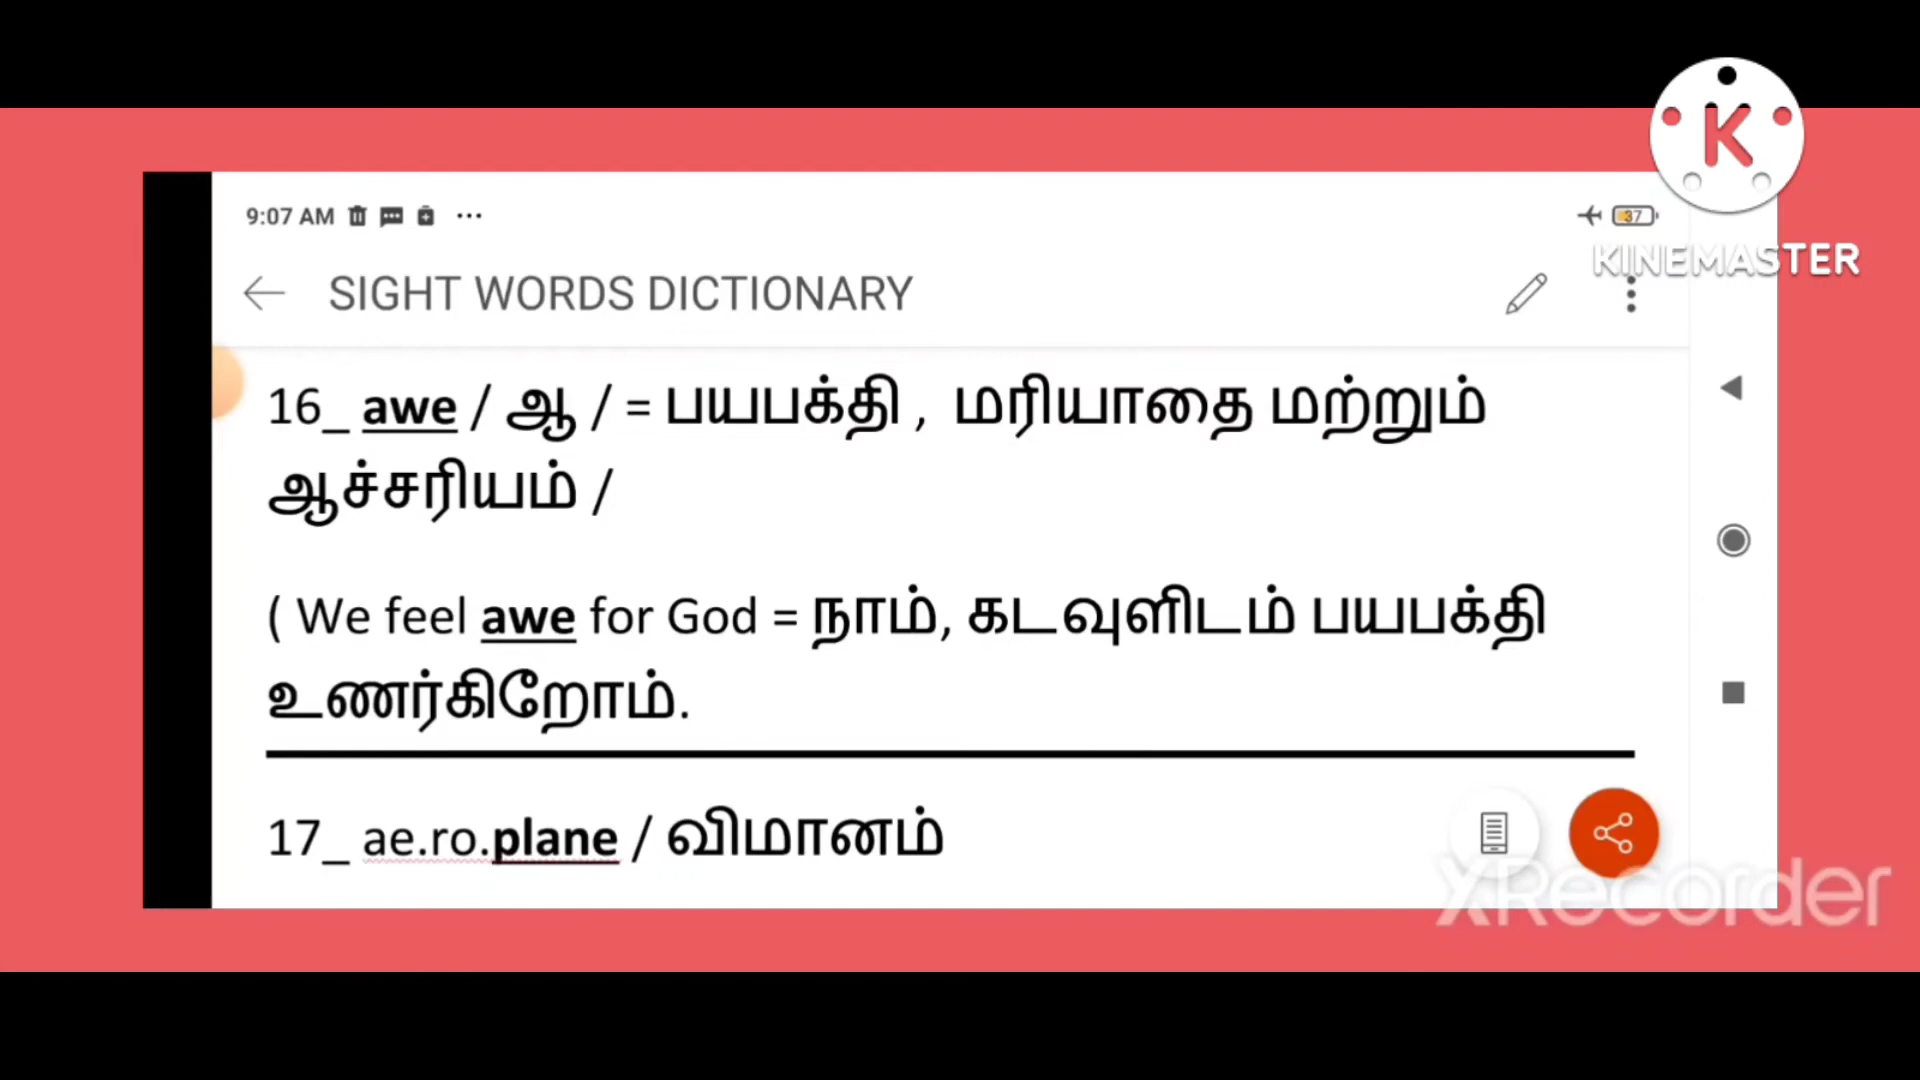 K
KINEMASTER
9:07 AM
37
SIGHT WORDS DICTIONARY
16_ awe / ஆ / = பயபக்தி , மரியாதை மற்றும்
ஆச்சரியம் /
( We feel awe for God = நாம், கடவுளிடம் பயபக்தி
உணர்கிறோம்.
17_ ae.ro.plane / விமானம்
XRecorder